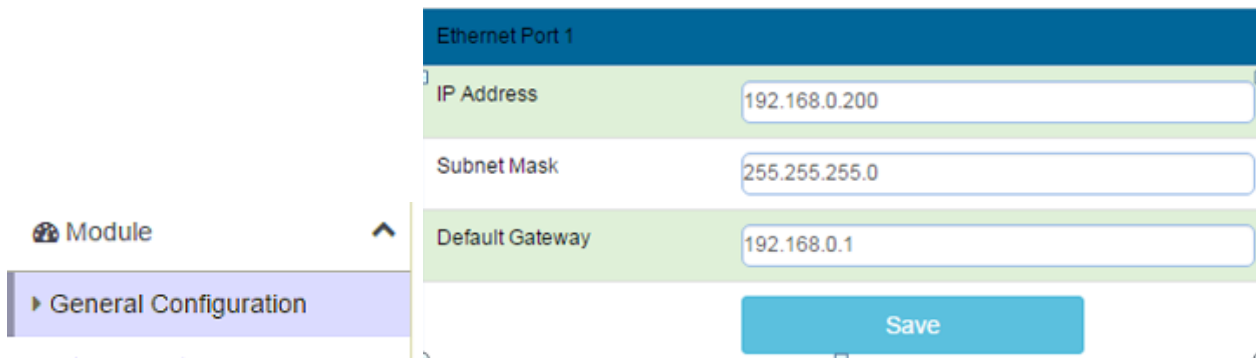 Module
General Configuration
Ethernet Port 1
IP Address
192.168.0.200
Subnet Mask
255.255.255.0
Default Gateway
192.168.0.1
Save